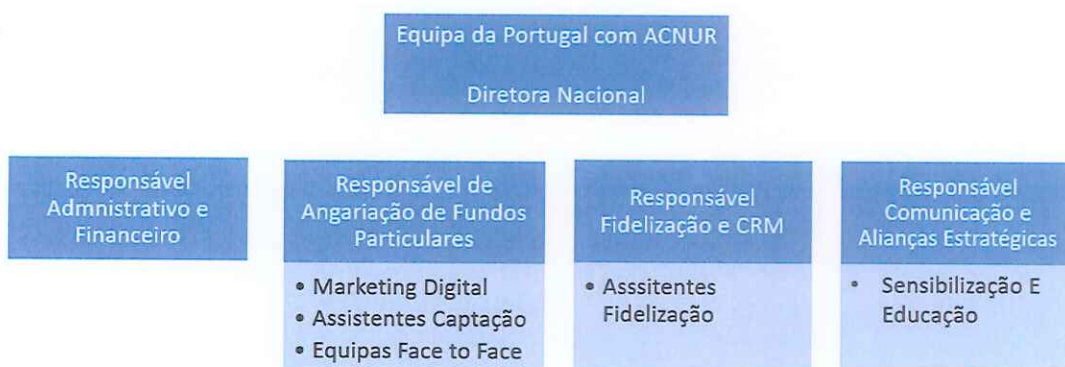 Equipa da Portugal com ACNUR
Diretora Nacional
Responsável
Admnistrativo e
Financeiro
Responsável de
Angariação de Fundos
Particulares
• Marketing Digital
• Assistentes Captação
• Equipas Face to Face
Responsável
Fidelização e CRM
• Asssitentes
Fidelização
Responsável
Comunicação e
Alianças Estratégicas
• Sensibilização E
Educação